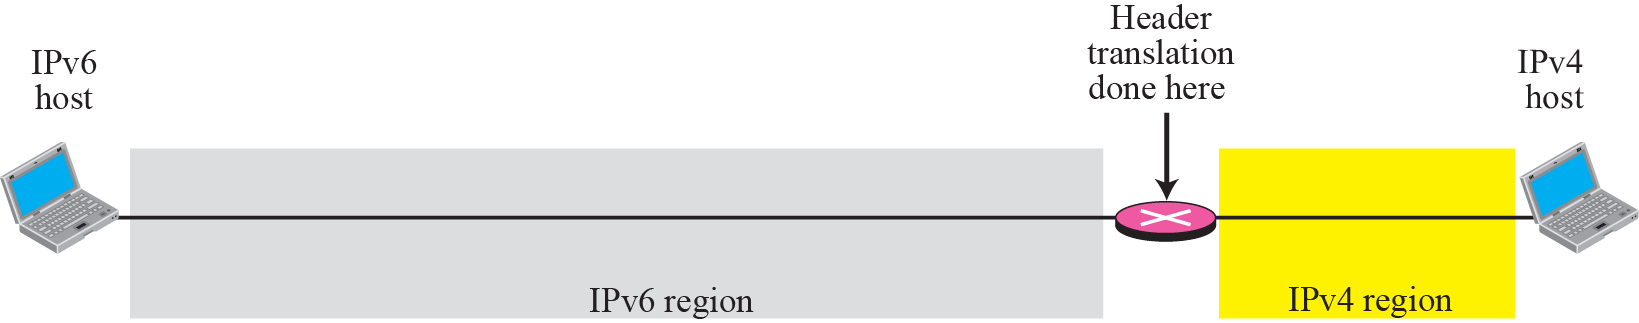 IPv6
host
Header
translation
done here
IPv4
host
IPv6 region
IPv4 region